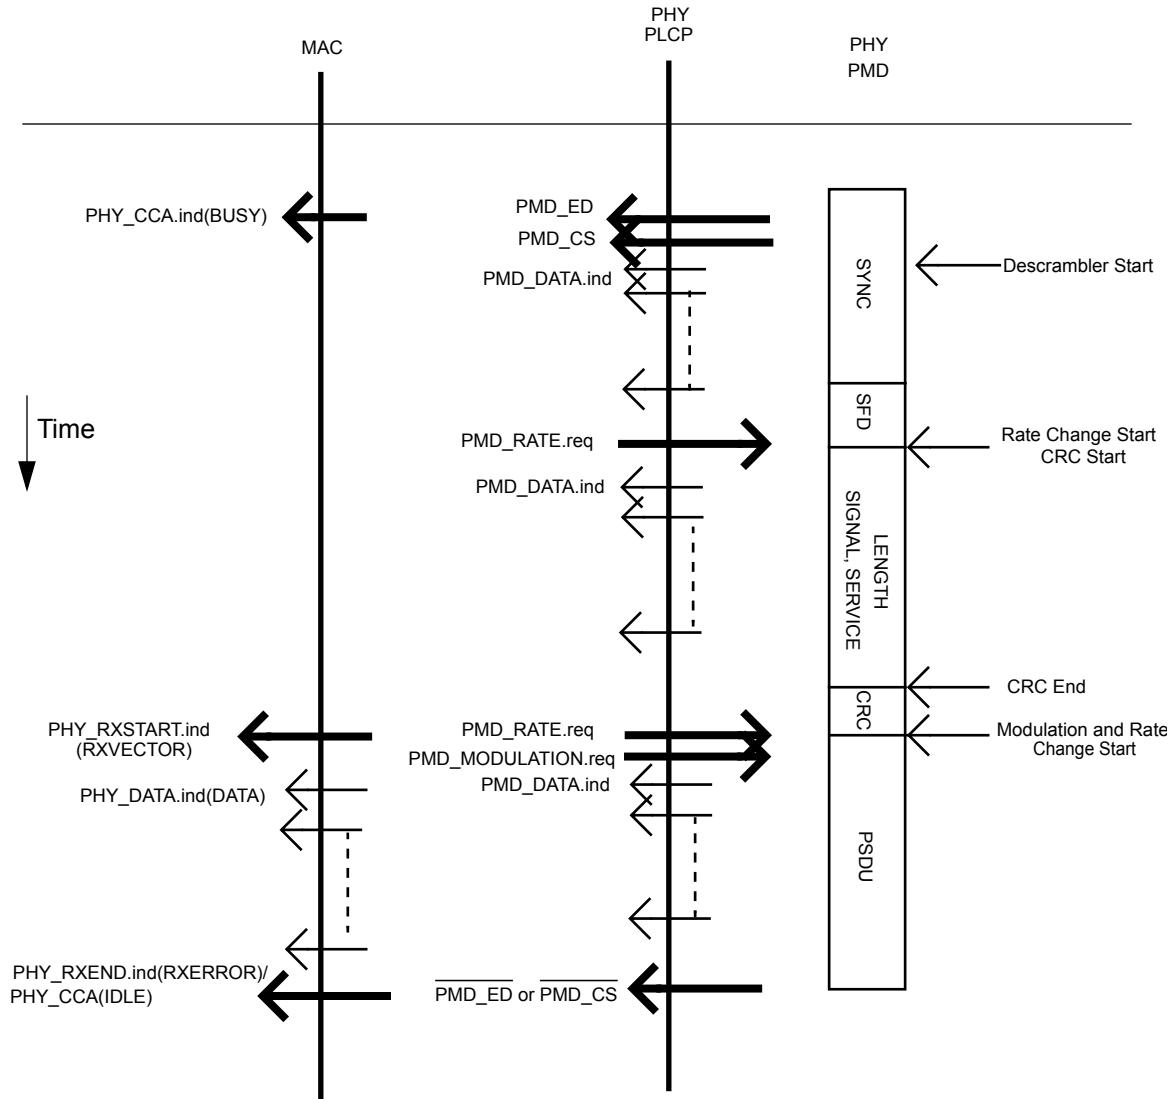 MAC
PHY
PLCP
PHY
PMD
PHY_CCA.ind(BUSY)
PMD_ED
PMD_CS
PMD_DATA.ind
SYNC
Descrambler Start
Time
SFD
PMD_RATE.req
Rate Change Start
CRC Start
PMD_DATA.ind
LENGTH
SIGNAL, SERVICE
CRC End
CRC
PHY_RXSTART.ind
(RXVECTOR)
PMD_RATE.req
PMD_MODULATION.req
PMD_DATA.ind
Modulation and Rate
Change Start
PHY_DATA.ind(DATA)
PSDU
PHY_RXEND.ind(RXERROR)/
PHY_CCA(IDLE)
PMD_ED or PMD_CS